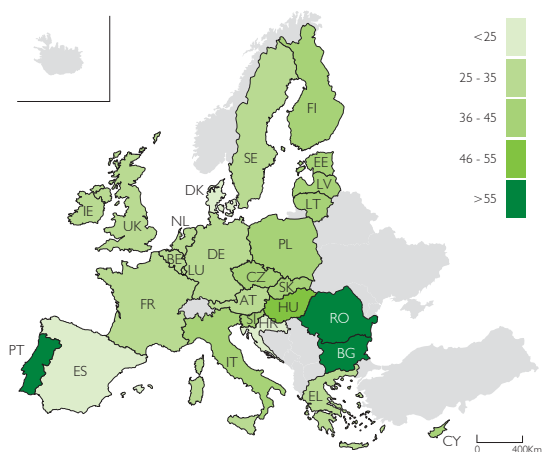 <25
25 - 35
36 - 45
46 - 55
>55
FI
SE
EE
LV
LT
DK
IE
UK
NL
BE
LU
DE
PL
CZ
SK
AT
HU
SI
HR
FR
RO
BG
IT
PT
ES
EL
CY
0 400Km